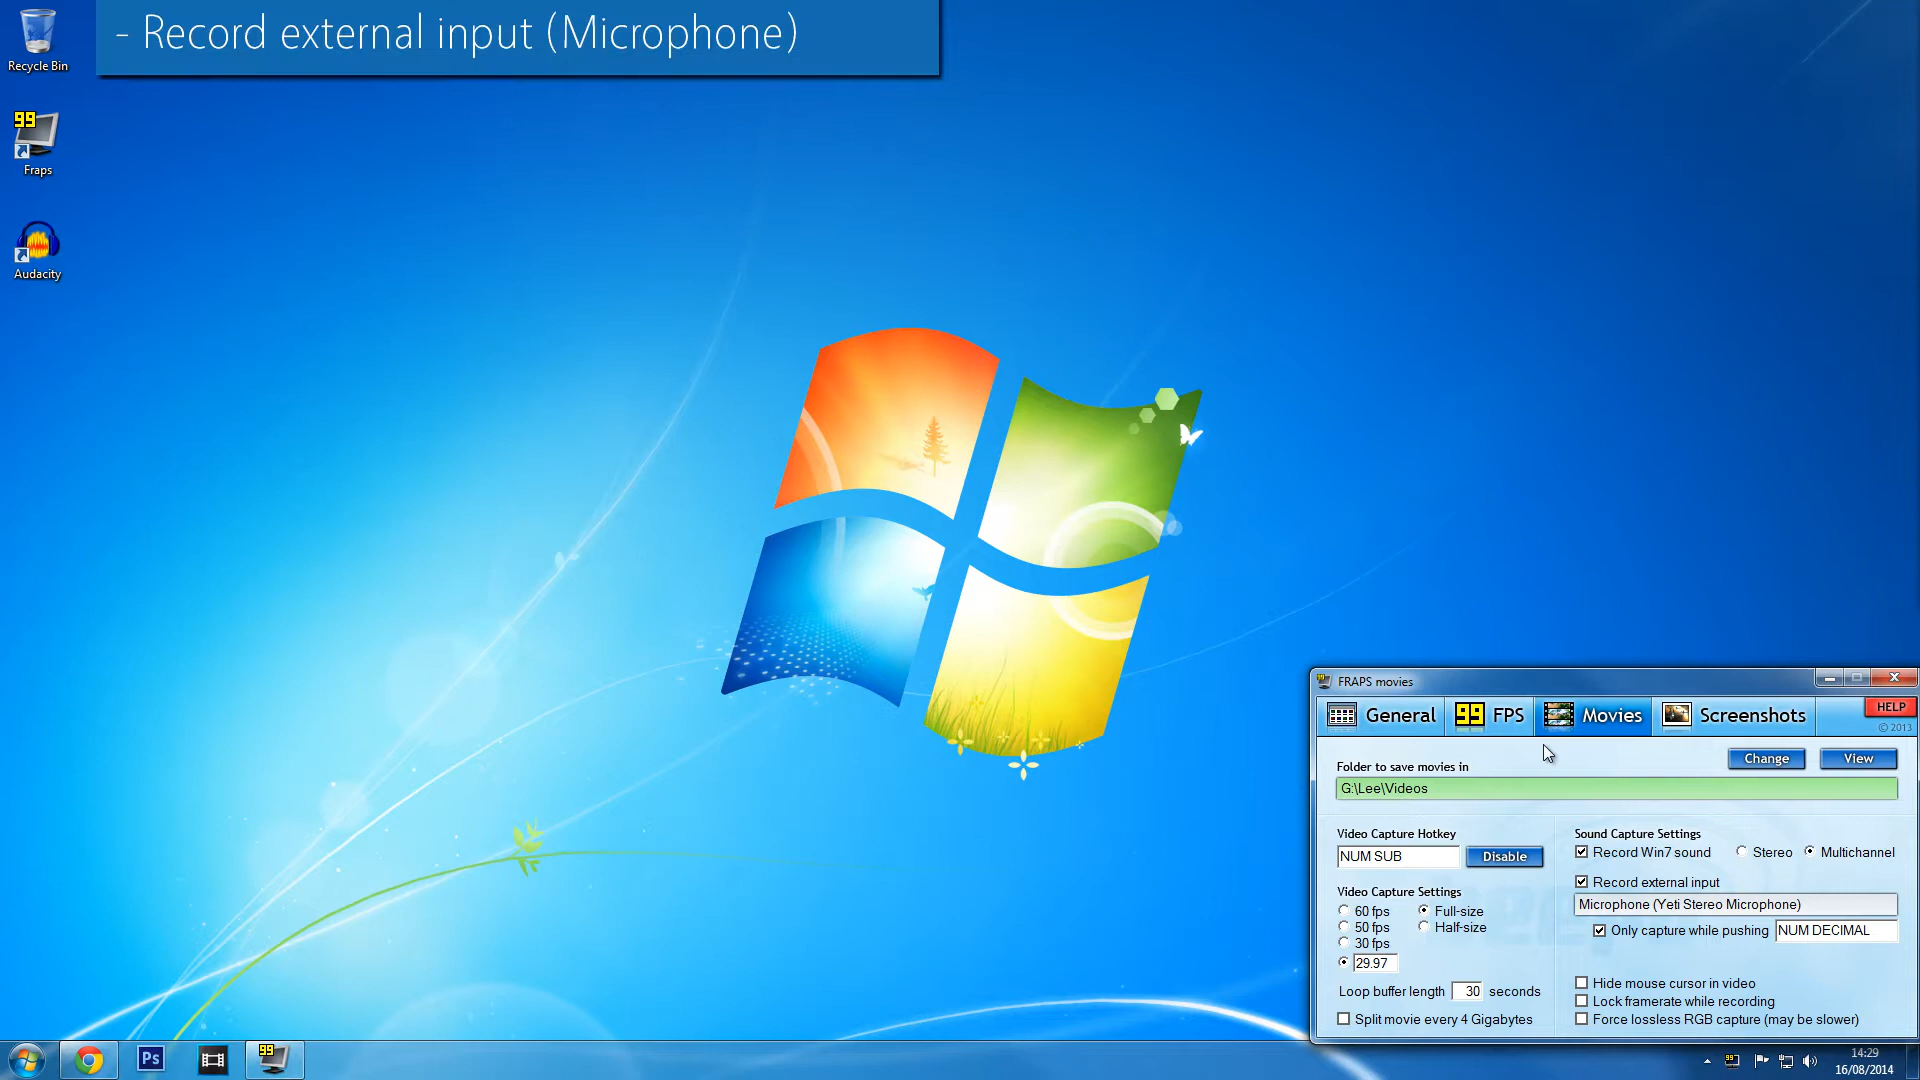 - Record external input (Microphone)
Recycle Bin
99
Fraps
Audacity
FRAPS movies
General
99 FPS
Movies
Screenshots
HELP
© 2013
Folder to save movies in
Change
View
G:\Lee\Videos
Video Capture Hotkey
NUM SUB
Disable
Video Capture Settings
60 fps
Full-size
50 fps
Half-size
30 fps
29.97
Loop buffer length 30 seconds
Split movie every 4 Gigabytes
Sound Capture Settings
Record Win7 sound
Stereo
Multichannel
Record external input
Microphone (Yeti Stereo Microphone)
Only capture while pushing
NUM DECIMAL
Hide mouse cursor in video
Lock framerate while recording
Force lossless RGB capture (may be slower)
Ps
99
14:29
16/08/2014